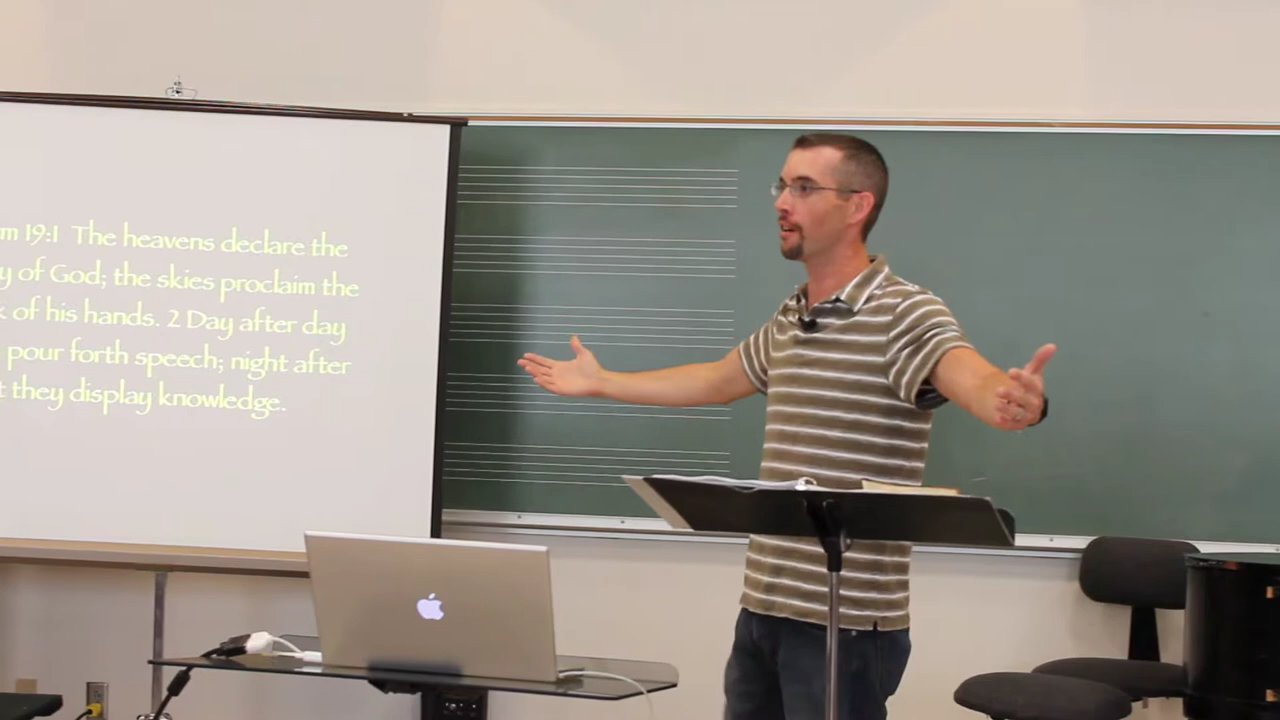 19:1 The heavens declare the
of God; the skies proclaim the
of his hands. 2 Day after day
pour forth speech; night after
they display knowledge.